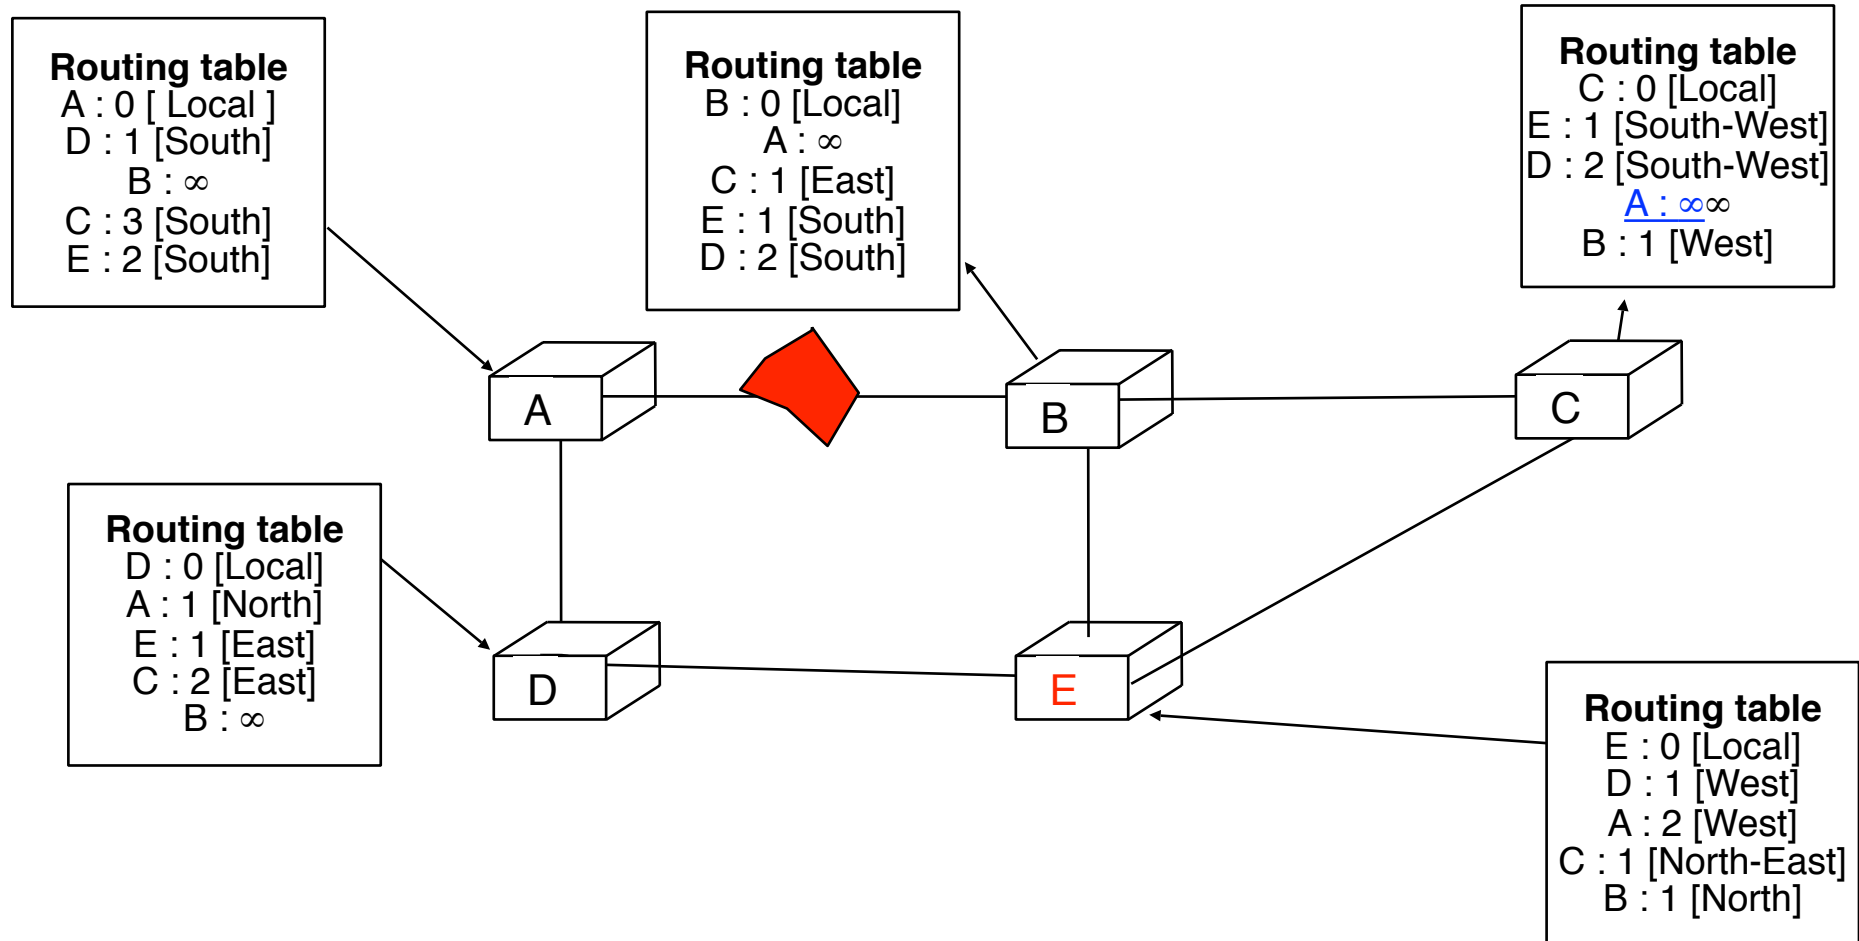 Routing table
A : 0 [ Local ]
D : 1 [South]
B : ∞
C : 3 [South]
E : 2 [South]
Routing table
B : 0 [Local]
A : ∞
C : 1 [East]
E : 1 [South]
D : 2 [South]
Routing table
C : 0 [Local]
E : 1 [South-West]
D : 2 [South-West]
A : ∞∞
B : 1 [West]
A
B
C
Routing table
D : 0 [Local]
A : 1 [North]
E : 1 [East]
C : 2 [East]
B : ∞
D
E
Routing table
E : 0 [Local]
D : 1 [West]
A : 2 [West]
C : 1 [North-East]
B : 1 [North]